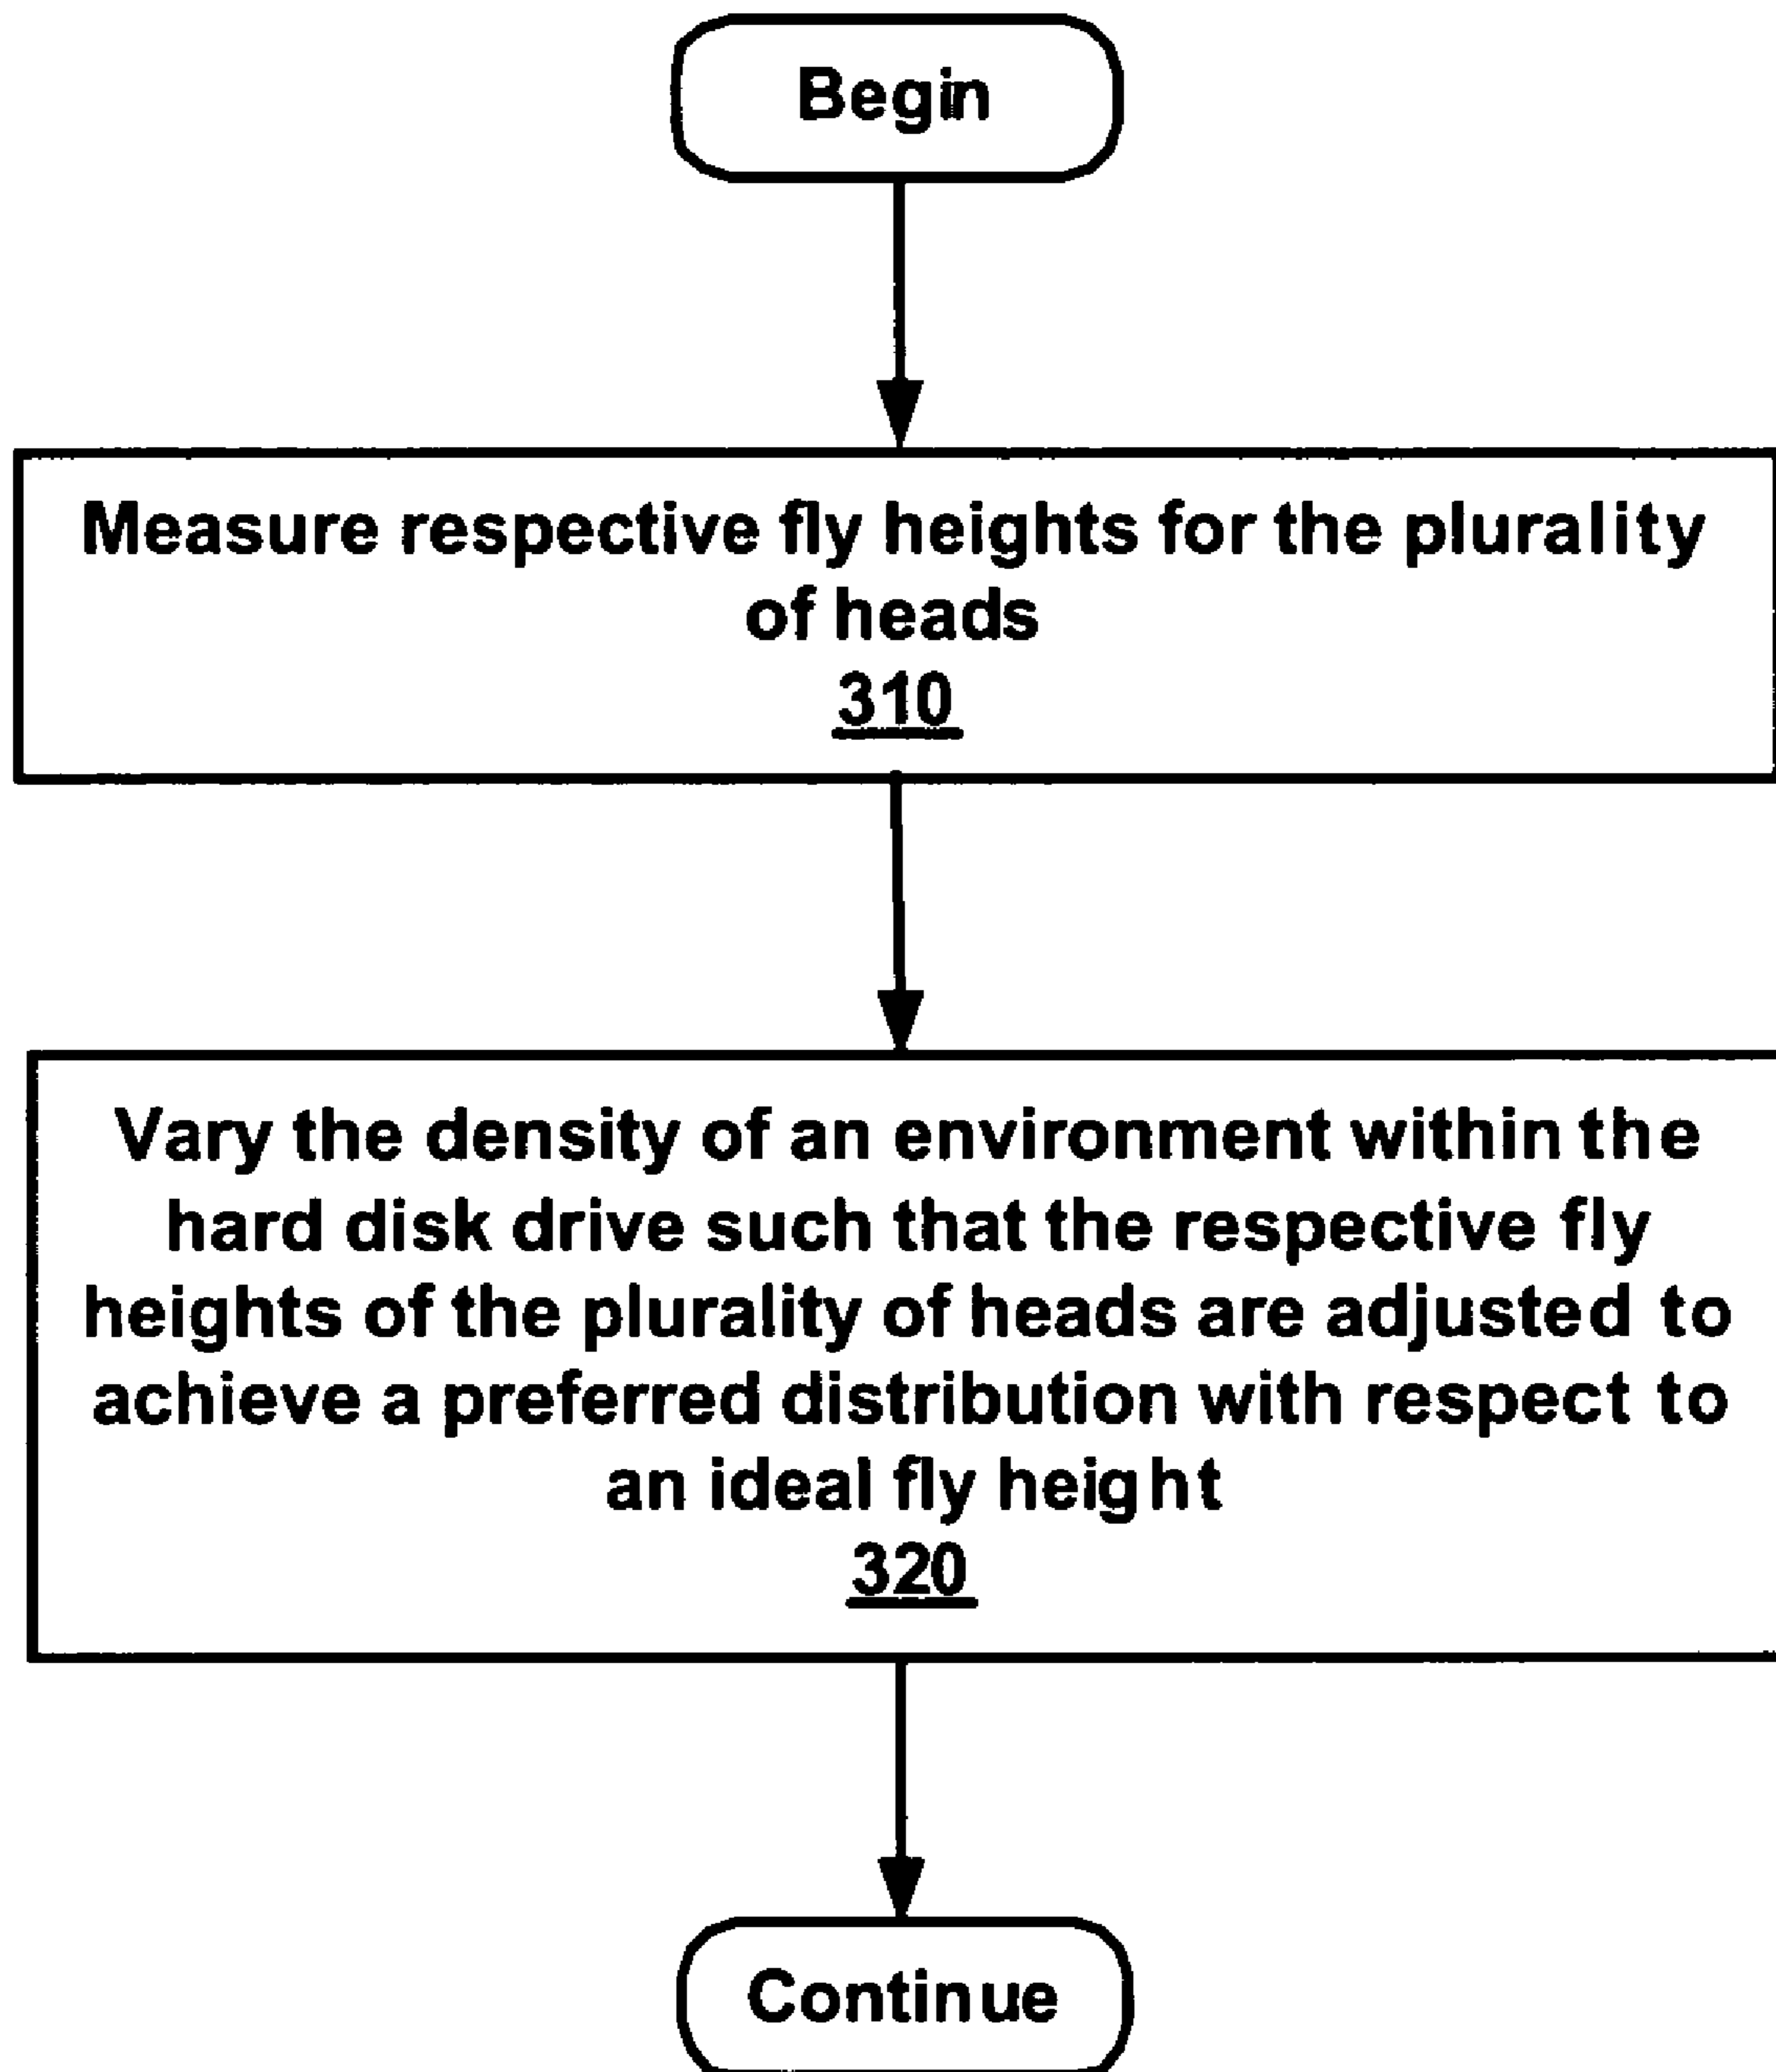 Begin
Measure respective fly heights for the plurality
of heads
310
Vary the density of an environment within the
hard disk drive such that the respective fly
heights of the plurality of heads are adjusted to
achieve a preferred distribution with respect to
an ideal fly height
320
Continue